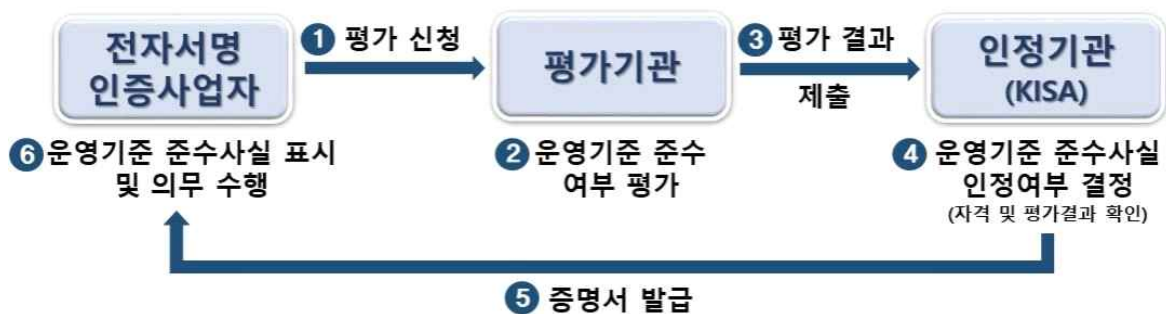 전자서명
인증사업자
❶ 평가 신청
평가기관
❸ 평가 결과
제출
인정기관
(KISA)
❻ 운영기준 준수사실 표시
및 의무 수행
❷ 운영기준 준수
여부 평가
❹ 운영기준 준수사실
인정여부 결정
(자격 및 평가결과 확인)
❺ 증명서 발급